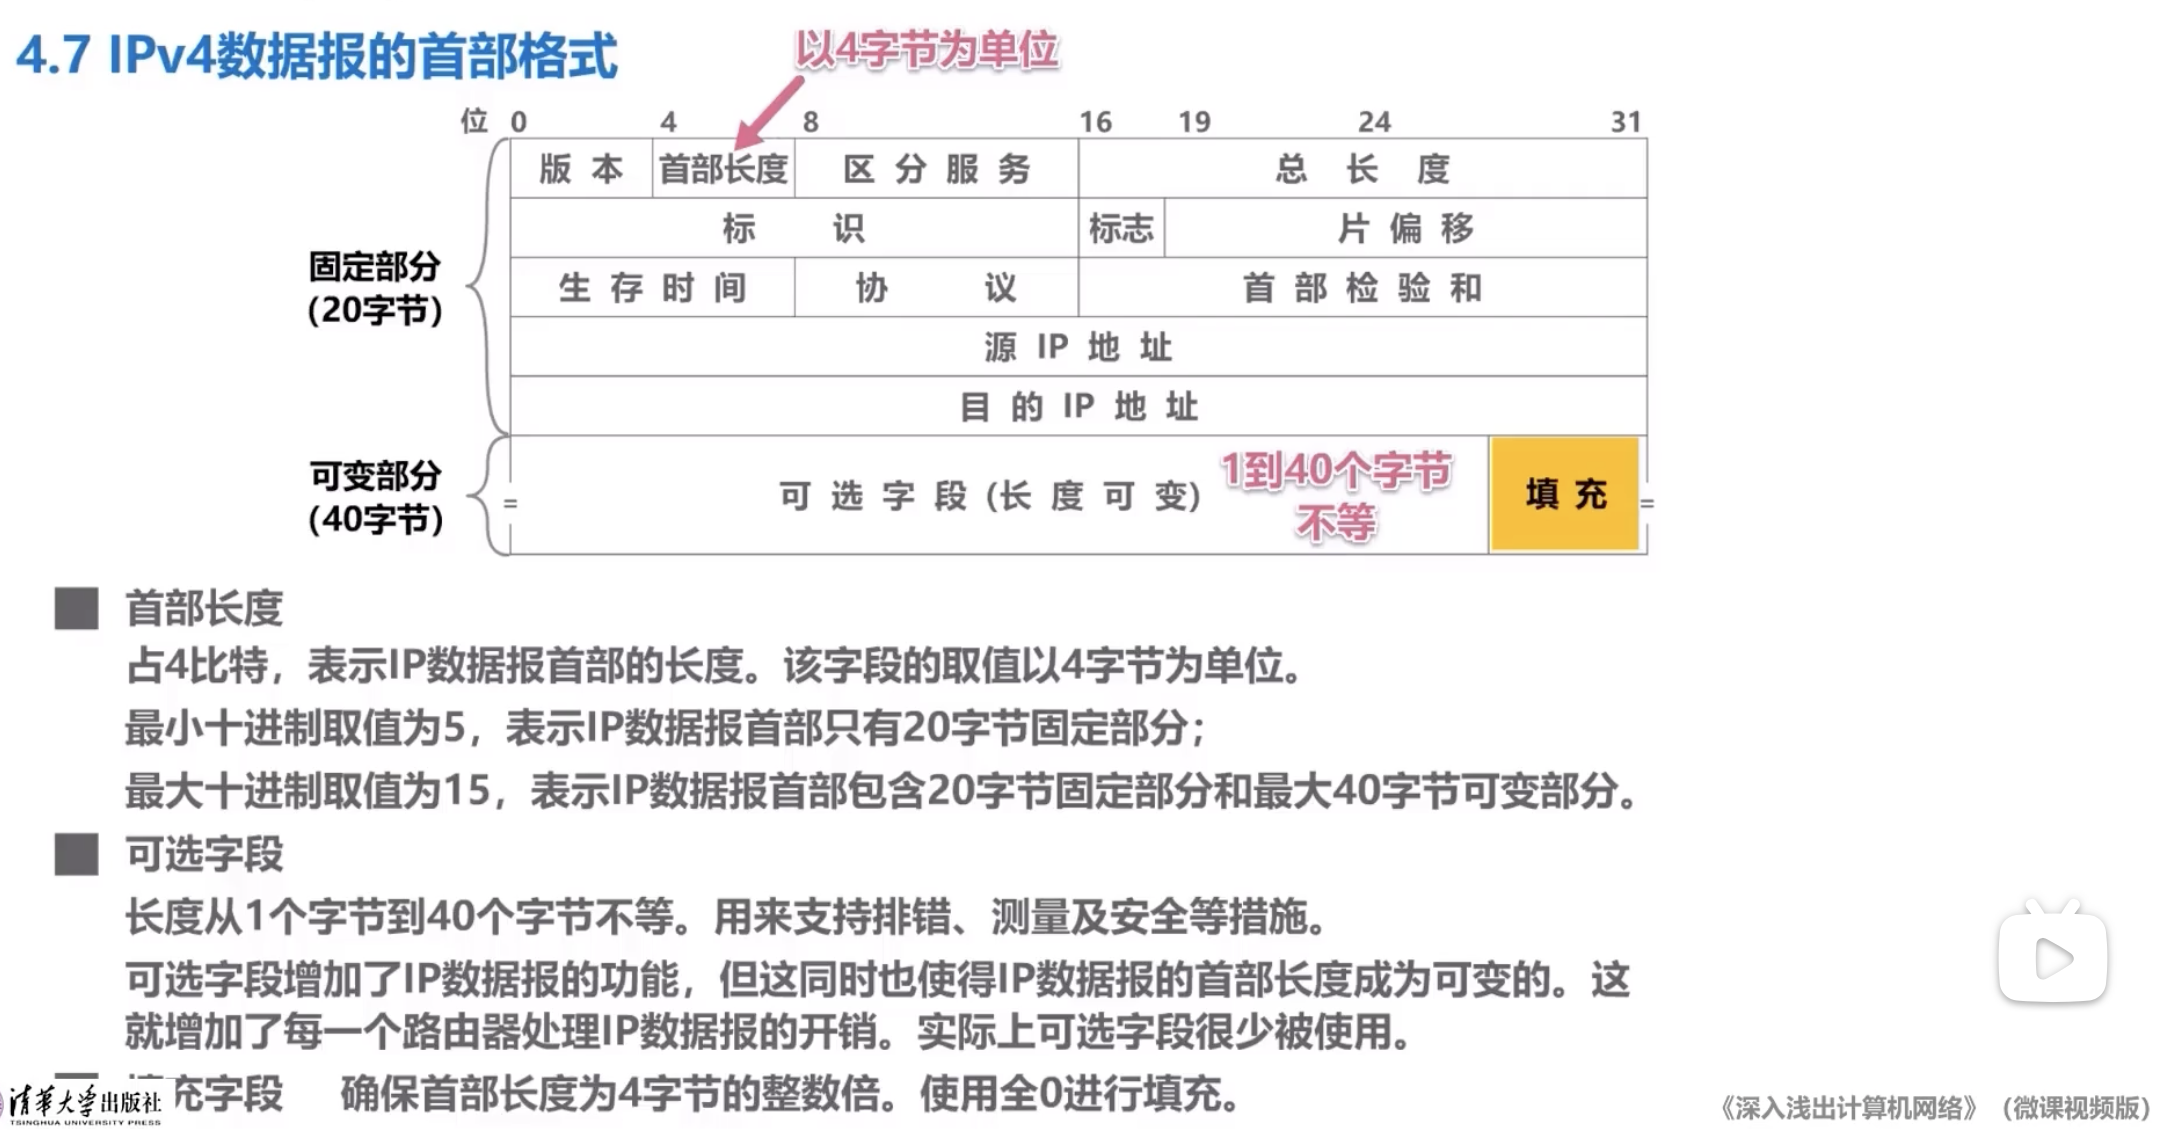 4.7 IPv4数据报的首部格式
以4字节为单位
位 0 4 8 16 19 24 31
版 本 首部长度 区 分 服 务 总 长 度
标 识 标志 片 偏 移
固定部分
(20字节)
生 存 时 间 协 议 首 部 检 验 和
源 IP 地 址
目 的 IP 地 址
可变部分
(40字节)
可 选 字 段 (长 度 可 变)
1到40个字节
不等
填 充
首部长度
占4比特，表示IP数据报首部的长度。该字段的取值以4字节为单位。
最小十进制取值为5，表示IP数据报首部只有20字节固定部分；
最大十进制取值为15，表示IP数据报首部包含20字节固定部分和最大40字节可变部分。
可选字段
长度从1个字节到40个字节不等。用来支持排错、测量及安全等措施。
可选字段增加了IP数据报的功能，但这同时也使得IP数据报的首部长度成为可变的。这
就增加了每一个路由器处理IP数据报的开销。实际上可选字段很少被使用。
充字段 确保首部长度为4字节的整数倍。使用全0进行填充。
清华大学出版社
TSINGHUA UNIVERSITY PRESS
《深入浅出计算机网络》（微课视频版）